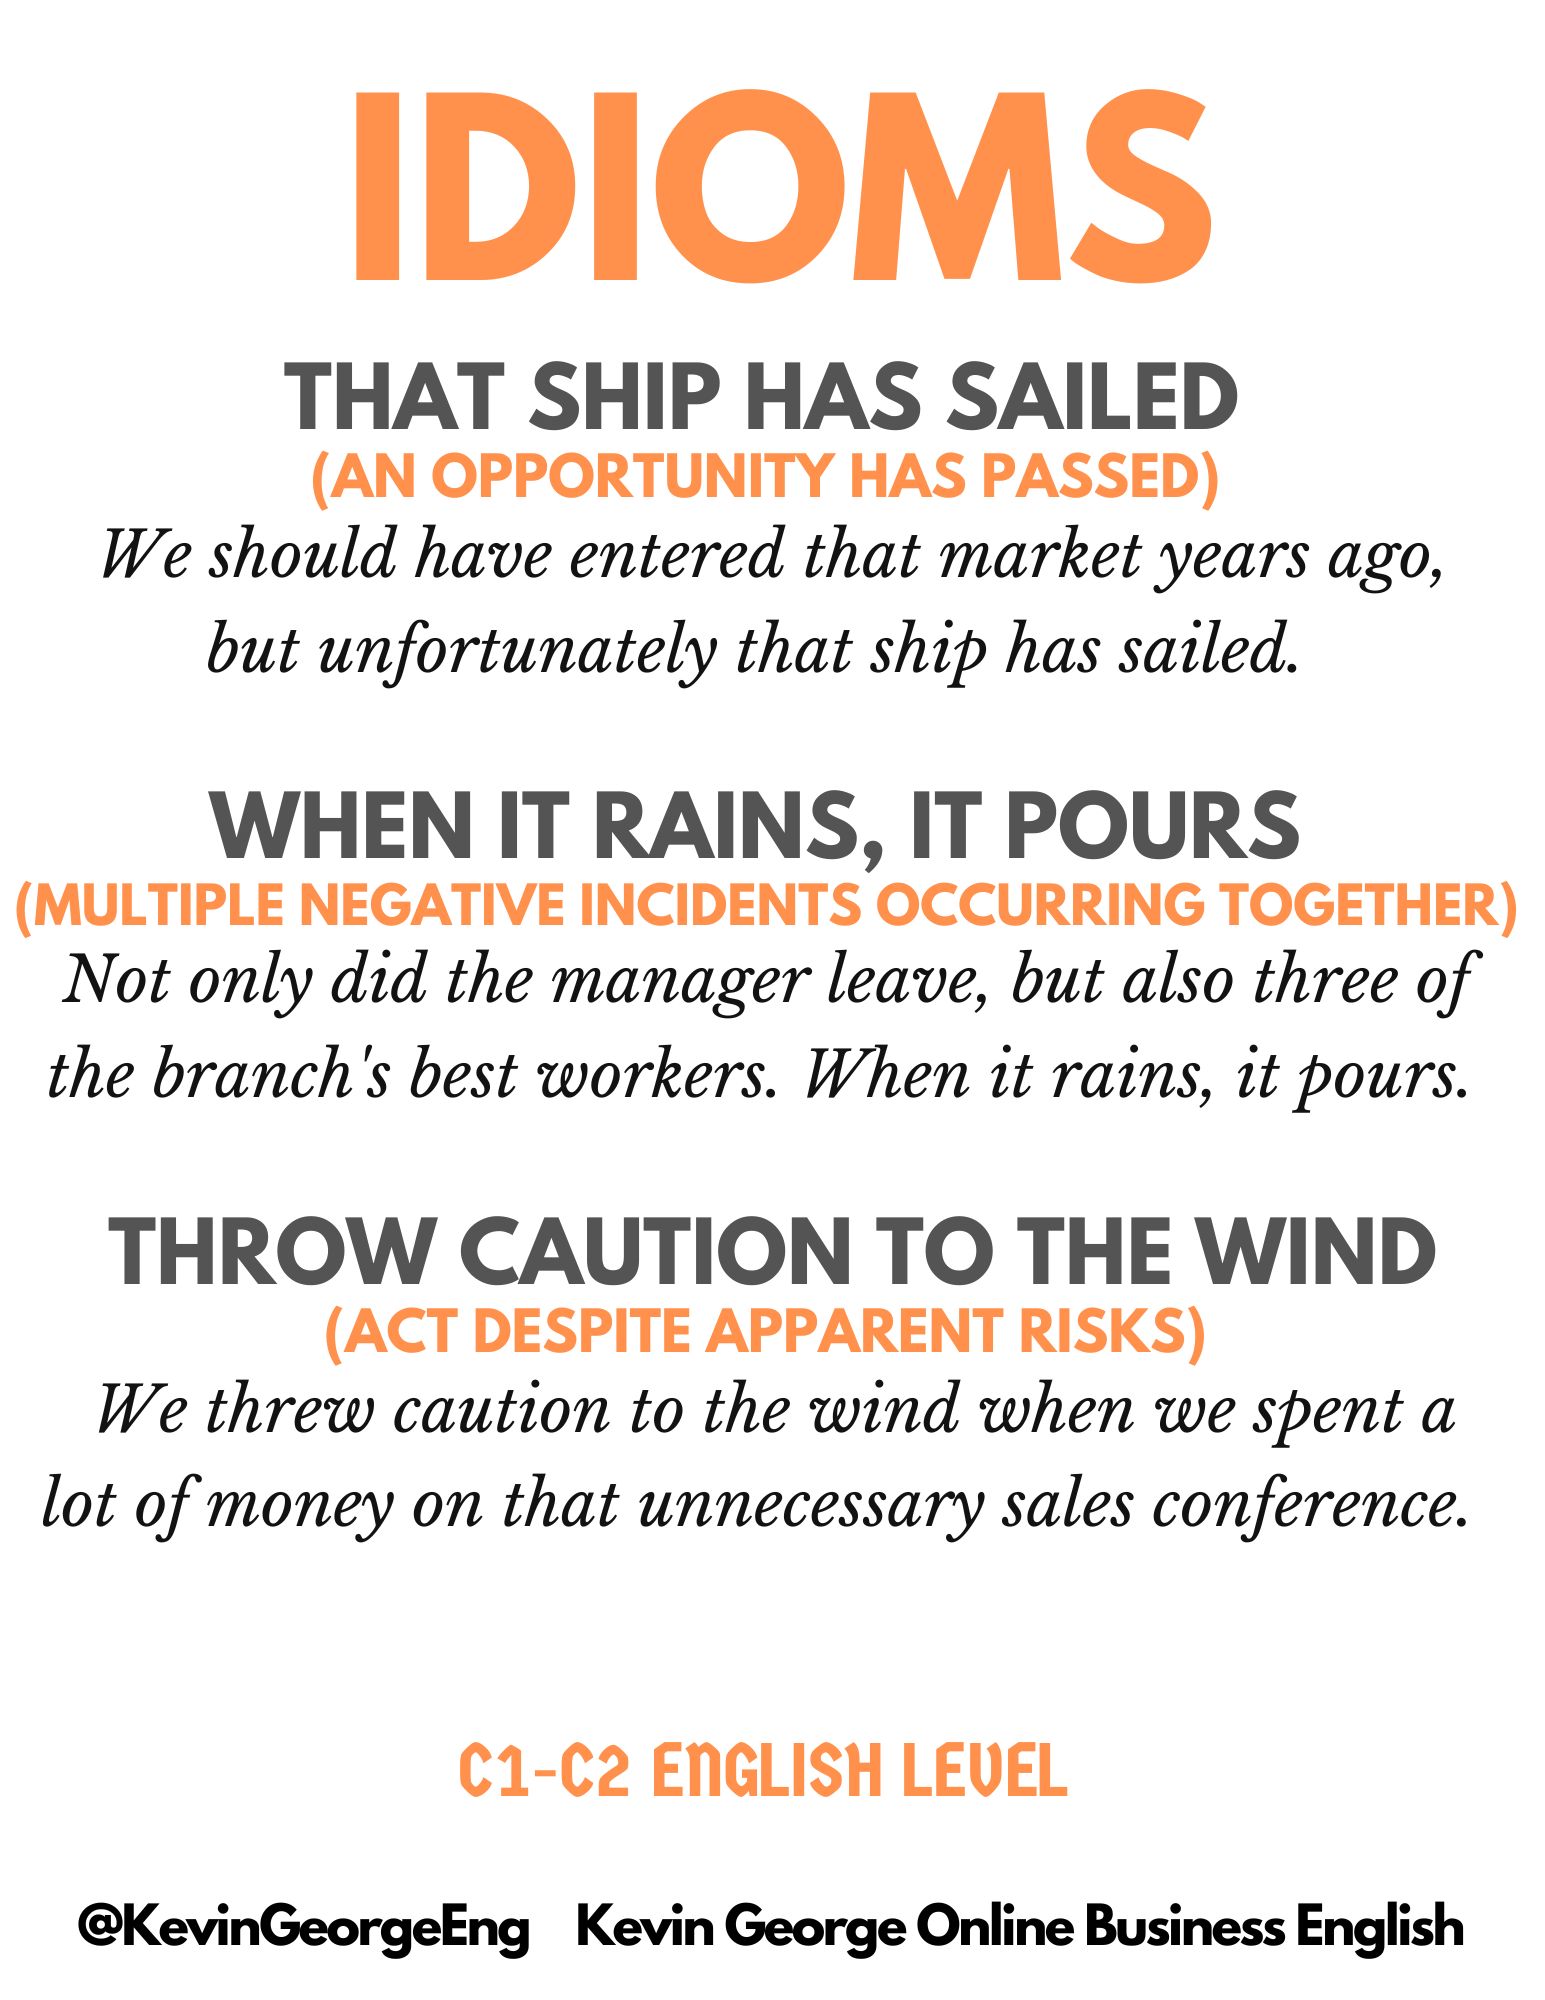 IDIOMS
THAT SHIP HAS SAILED
(AN OPPORTUNITY HAS PASSED)
We should have entered that market years ago,
but unfortunately that ship has sailed.
WHEN IT RAINS, IT POURS
(MULTIPLE NEGATIVE INCIDENTS OCCURRING TOGETHER)
Not only did the manager leave, but also three of
the branch's best workers. When it rains, it pours.
THROW CAUTION TO THE WIND
(ACT DESPITE APPARENT RISKS)
We threw caution to the wind when we spent a
lot of money on that unnecessary sales conference.
C1-C2 ENGLISH LEVEL
@KevinGeorgeEng Kevin George Online Business English